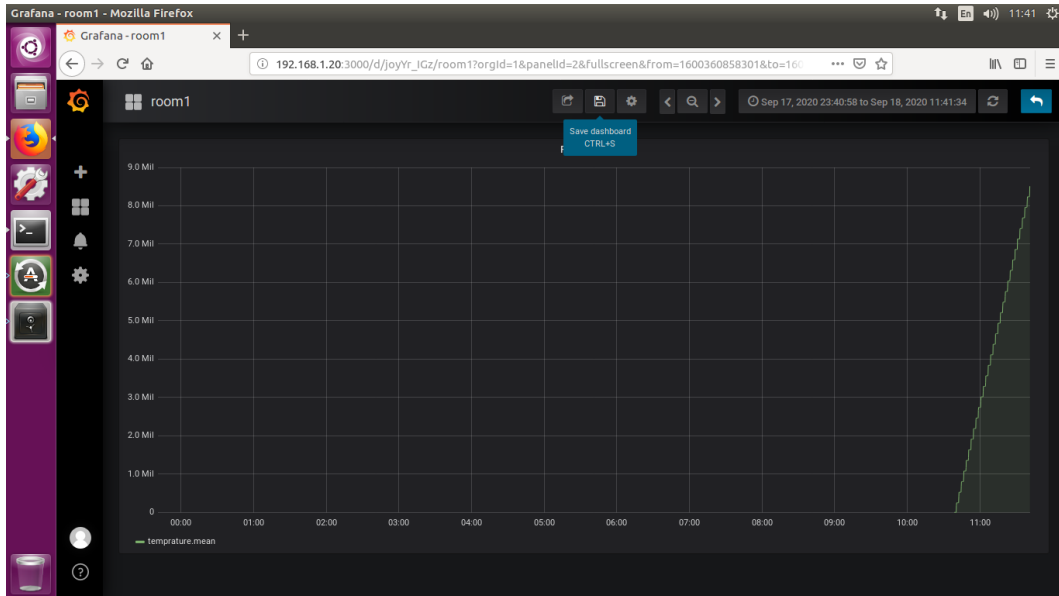 Grafana - room1 - Mozilla Firefox
En
11:41
Grafana - room1
192.168.1.20:3000/d/joyYr_IGz/room1?orgId=1&panelId=2&fullscreen&from=1600360858301&to=160
room1
Sep 17, 2020 23:40:58 to Sep 18, 2020 11:41:34
Save dashboard
CTRL+S
9.0 Mil
8.0 Mil
7.0 Mil
6.0 Mil
5.0 Mil
4.0 Mil
3.0 Mil
2.0 Mil
1.0 Mil
0
00:00 01:00 02:00 03:00 04:00 05:00 06:00 07:00 08:00 09:00 10:00 11:00
temprature.mean